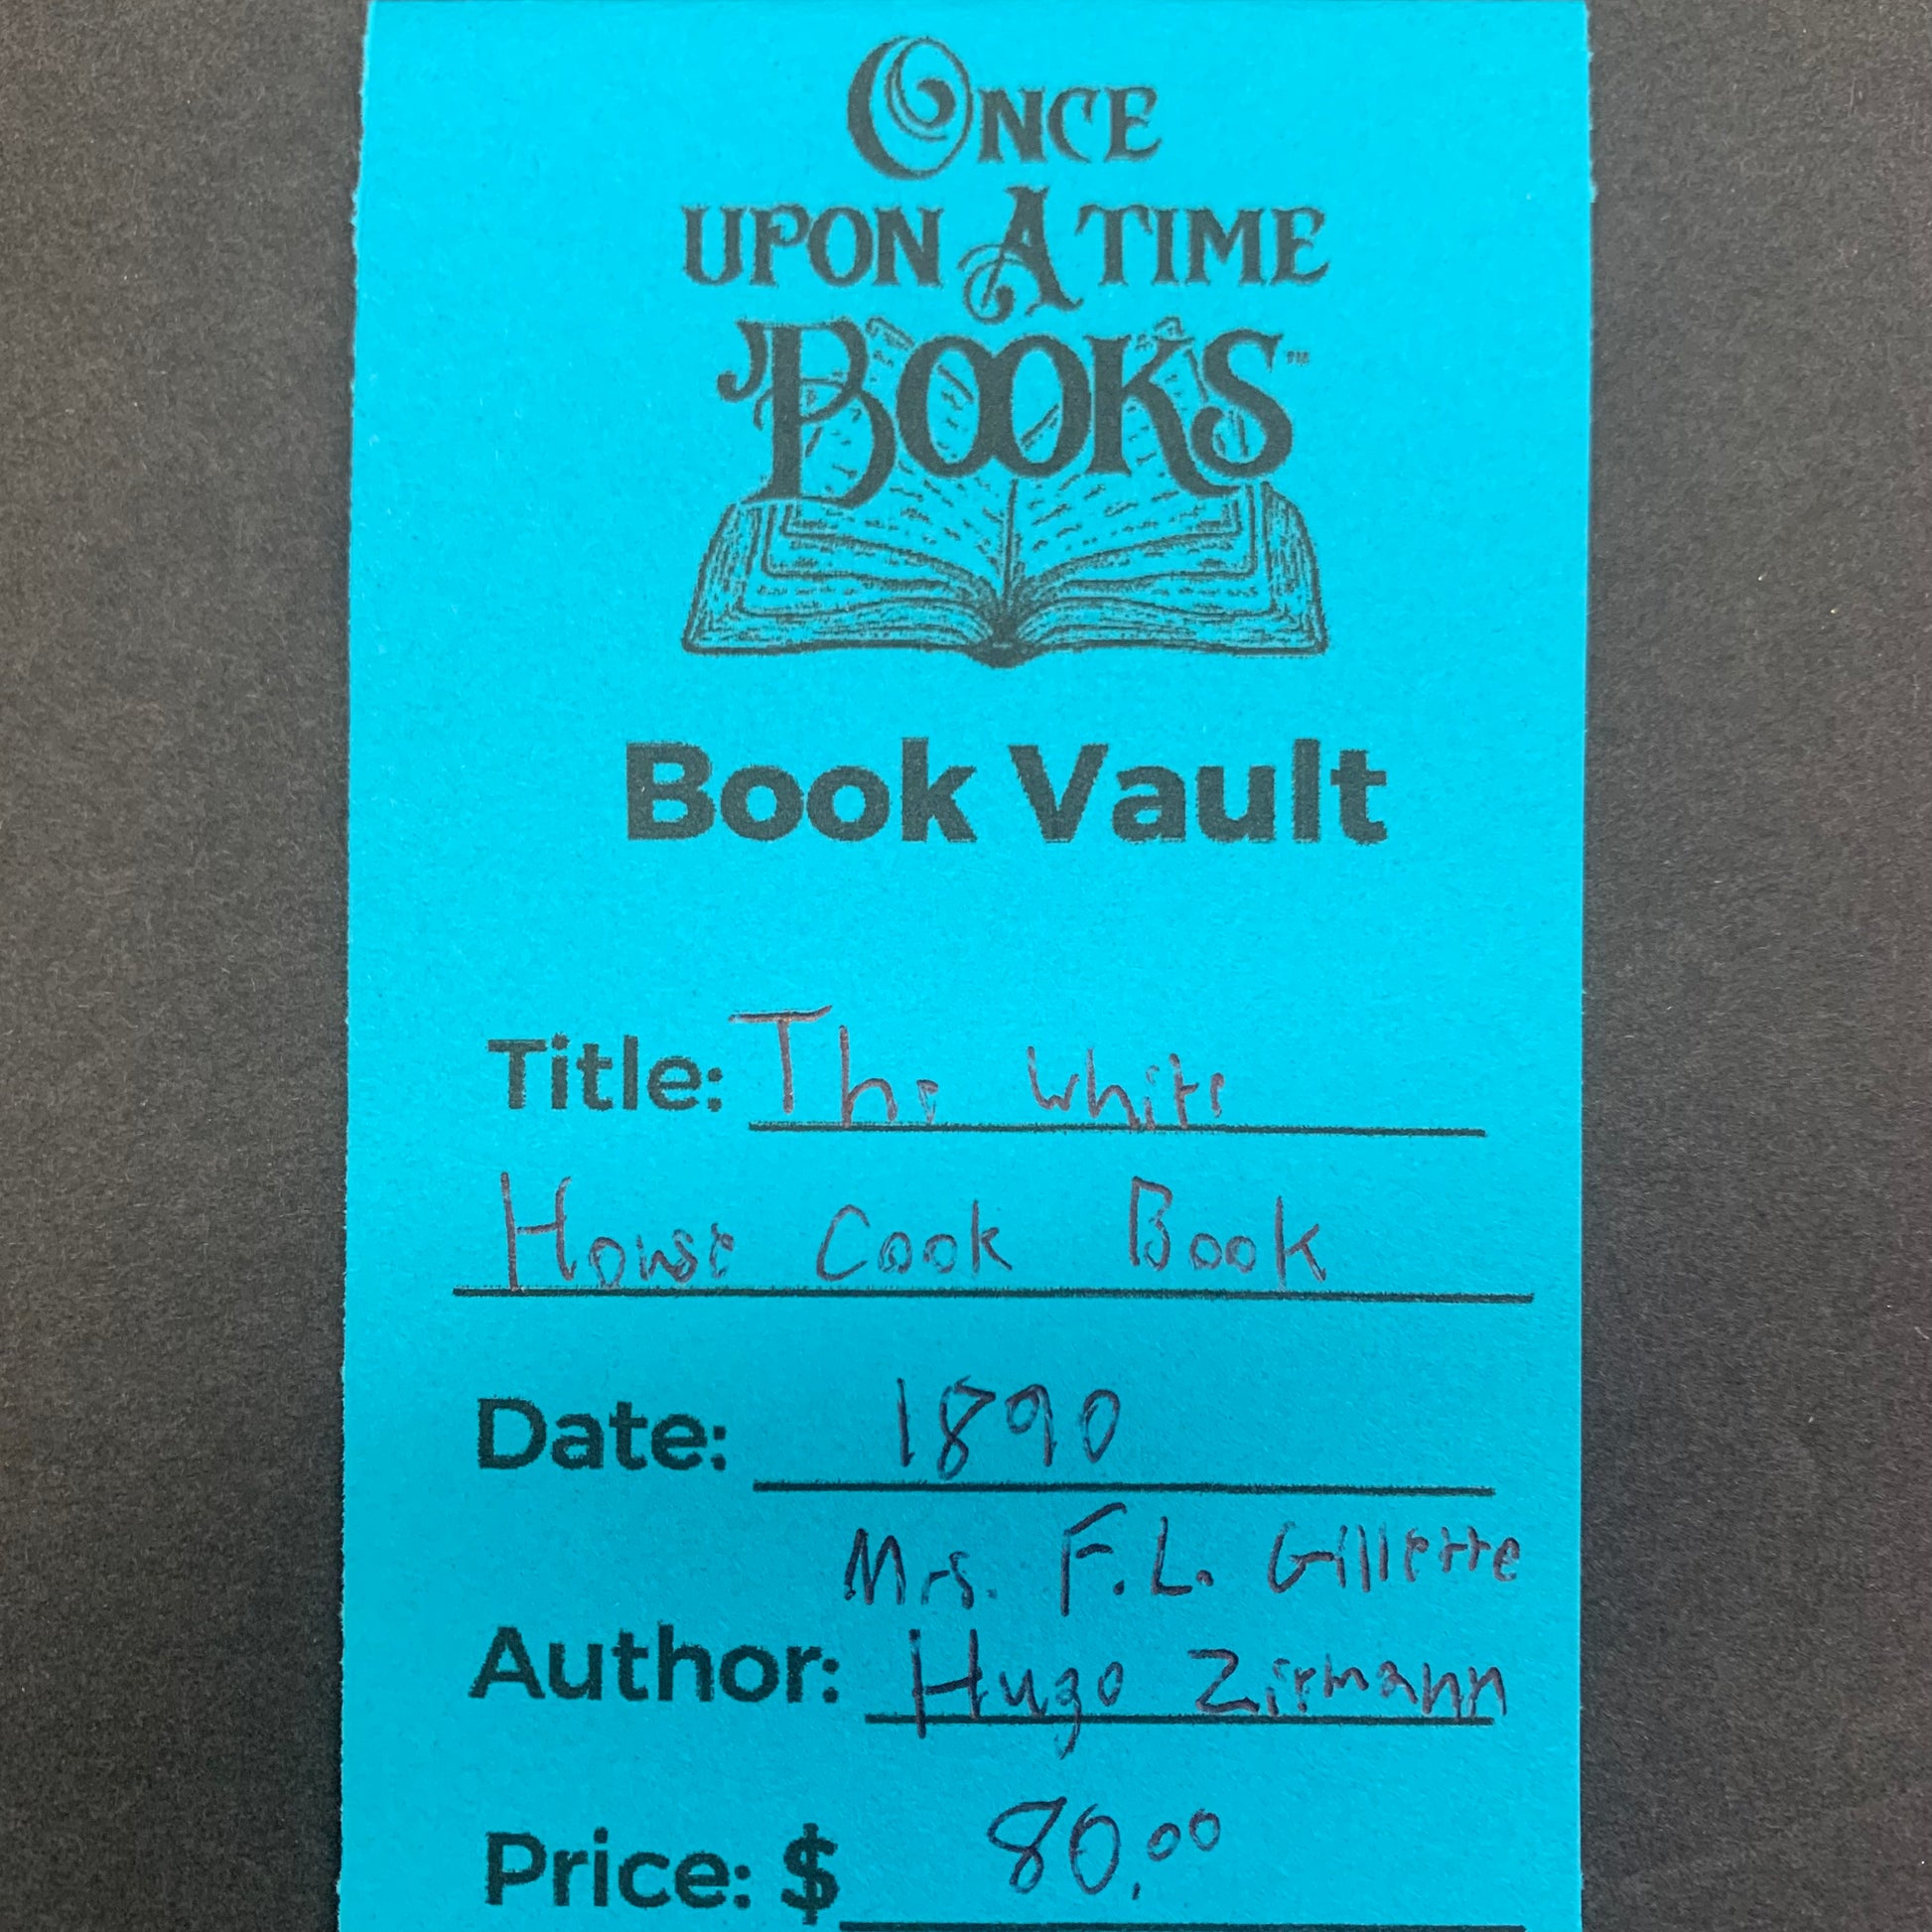 ONCE
UPON A TIME
BOOKS™
Book Vault
Title: The White
House Cook Book
Date: 1890
Mrs. F.L. Gillette
Author: Hugo Ziemann
Price: $ 80.00